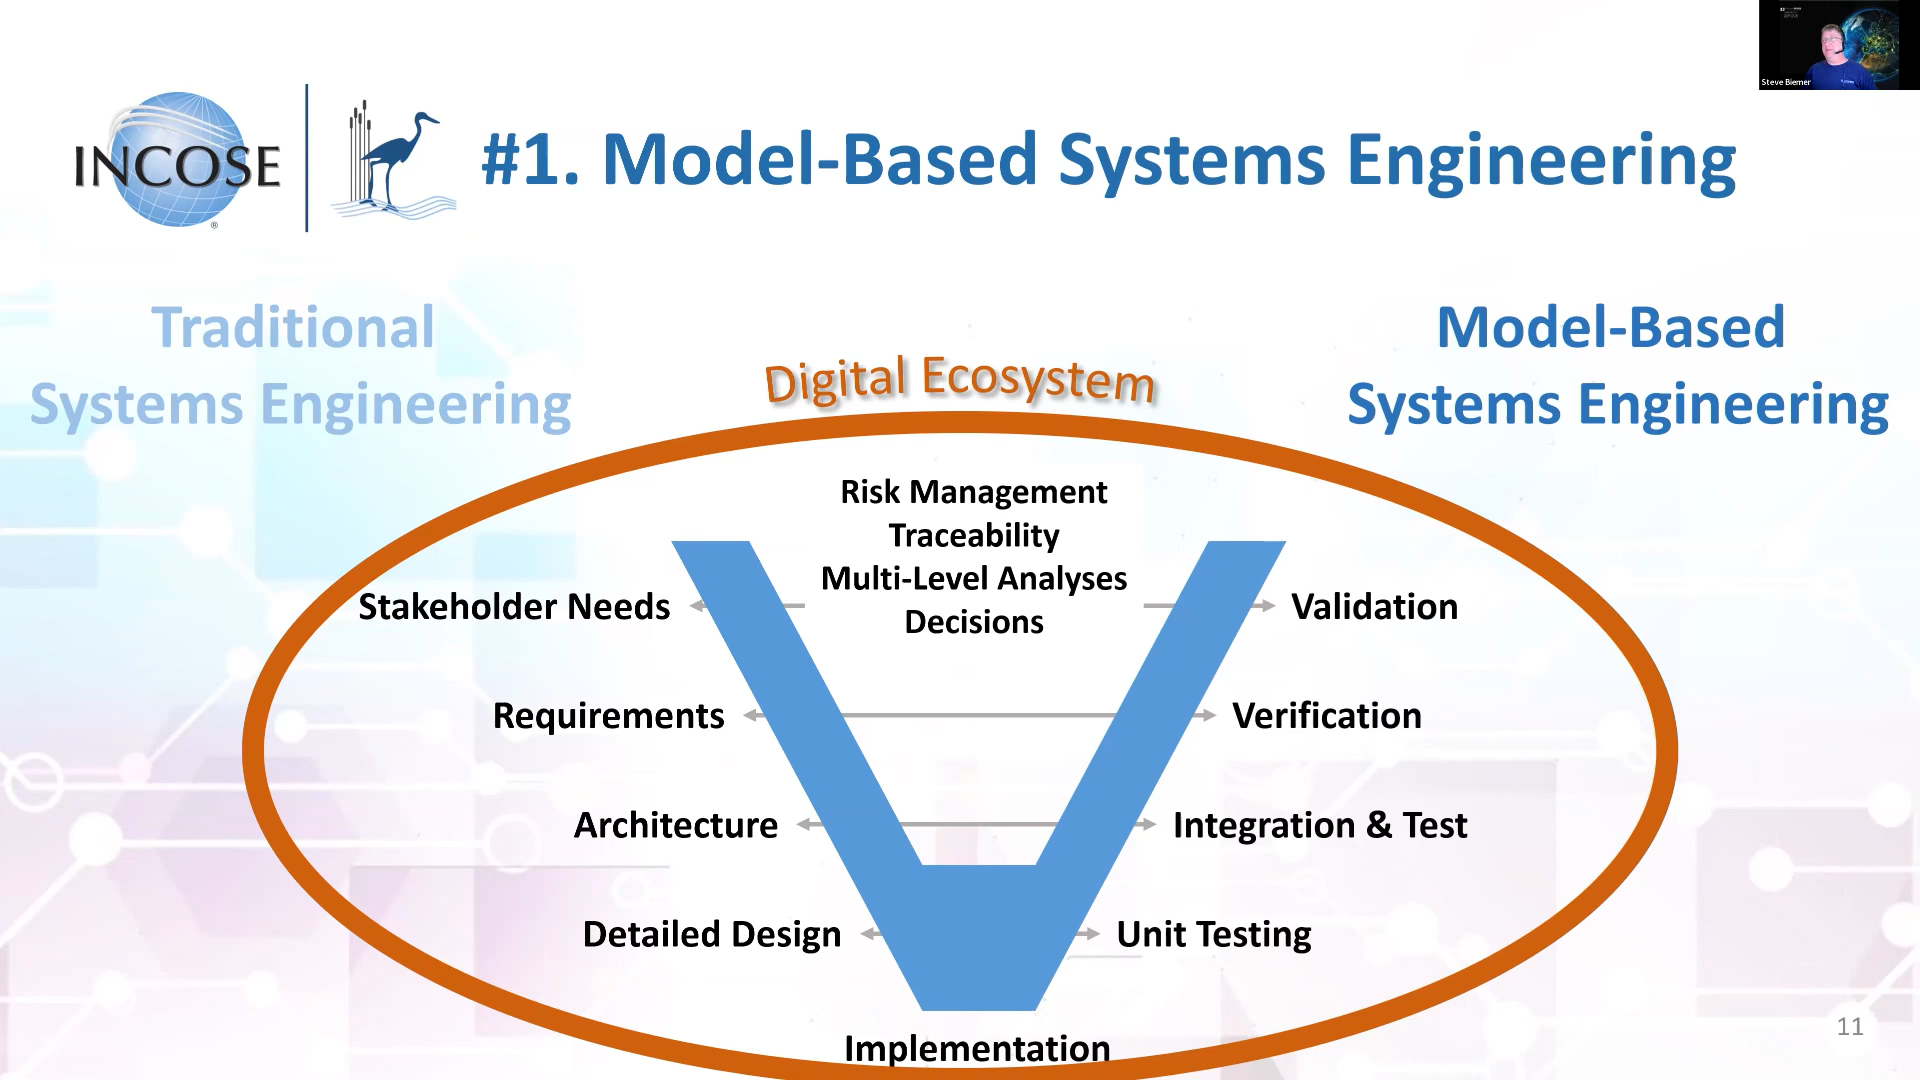 Steve Biemer
INCOSE
®
#1. Model-Based Systems Engineering
Traditional
Systems Engineering
Model-Based
Systems Engineering
Digital Ecosystem
Risk Management
Traceability
Multi-Level Analyses
Decisions
Stakeholder Needs
Validation
Requirements
Verification
Architecture
Integration & Test
Detailed Design
Unit Testing
Implementation
11